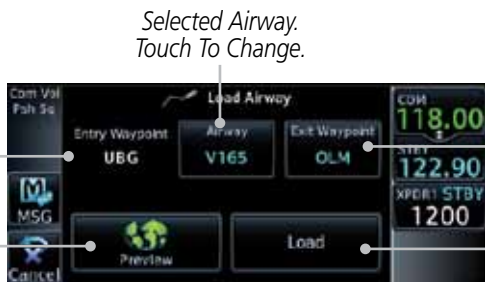 Selected Airway.
Touch To Change.
Com Vol
Psh Sq
Load Airway
COM
118.00
Entry Waypoint
Airway
Exit Waypoint
UBG
V165
OLM
STBY
122.90
MSG
XPDR1 STBY
1200
Preview
Load
Cancel